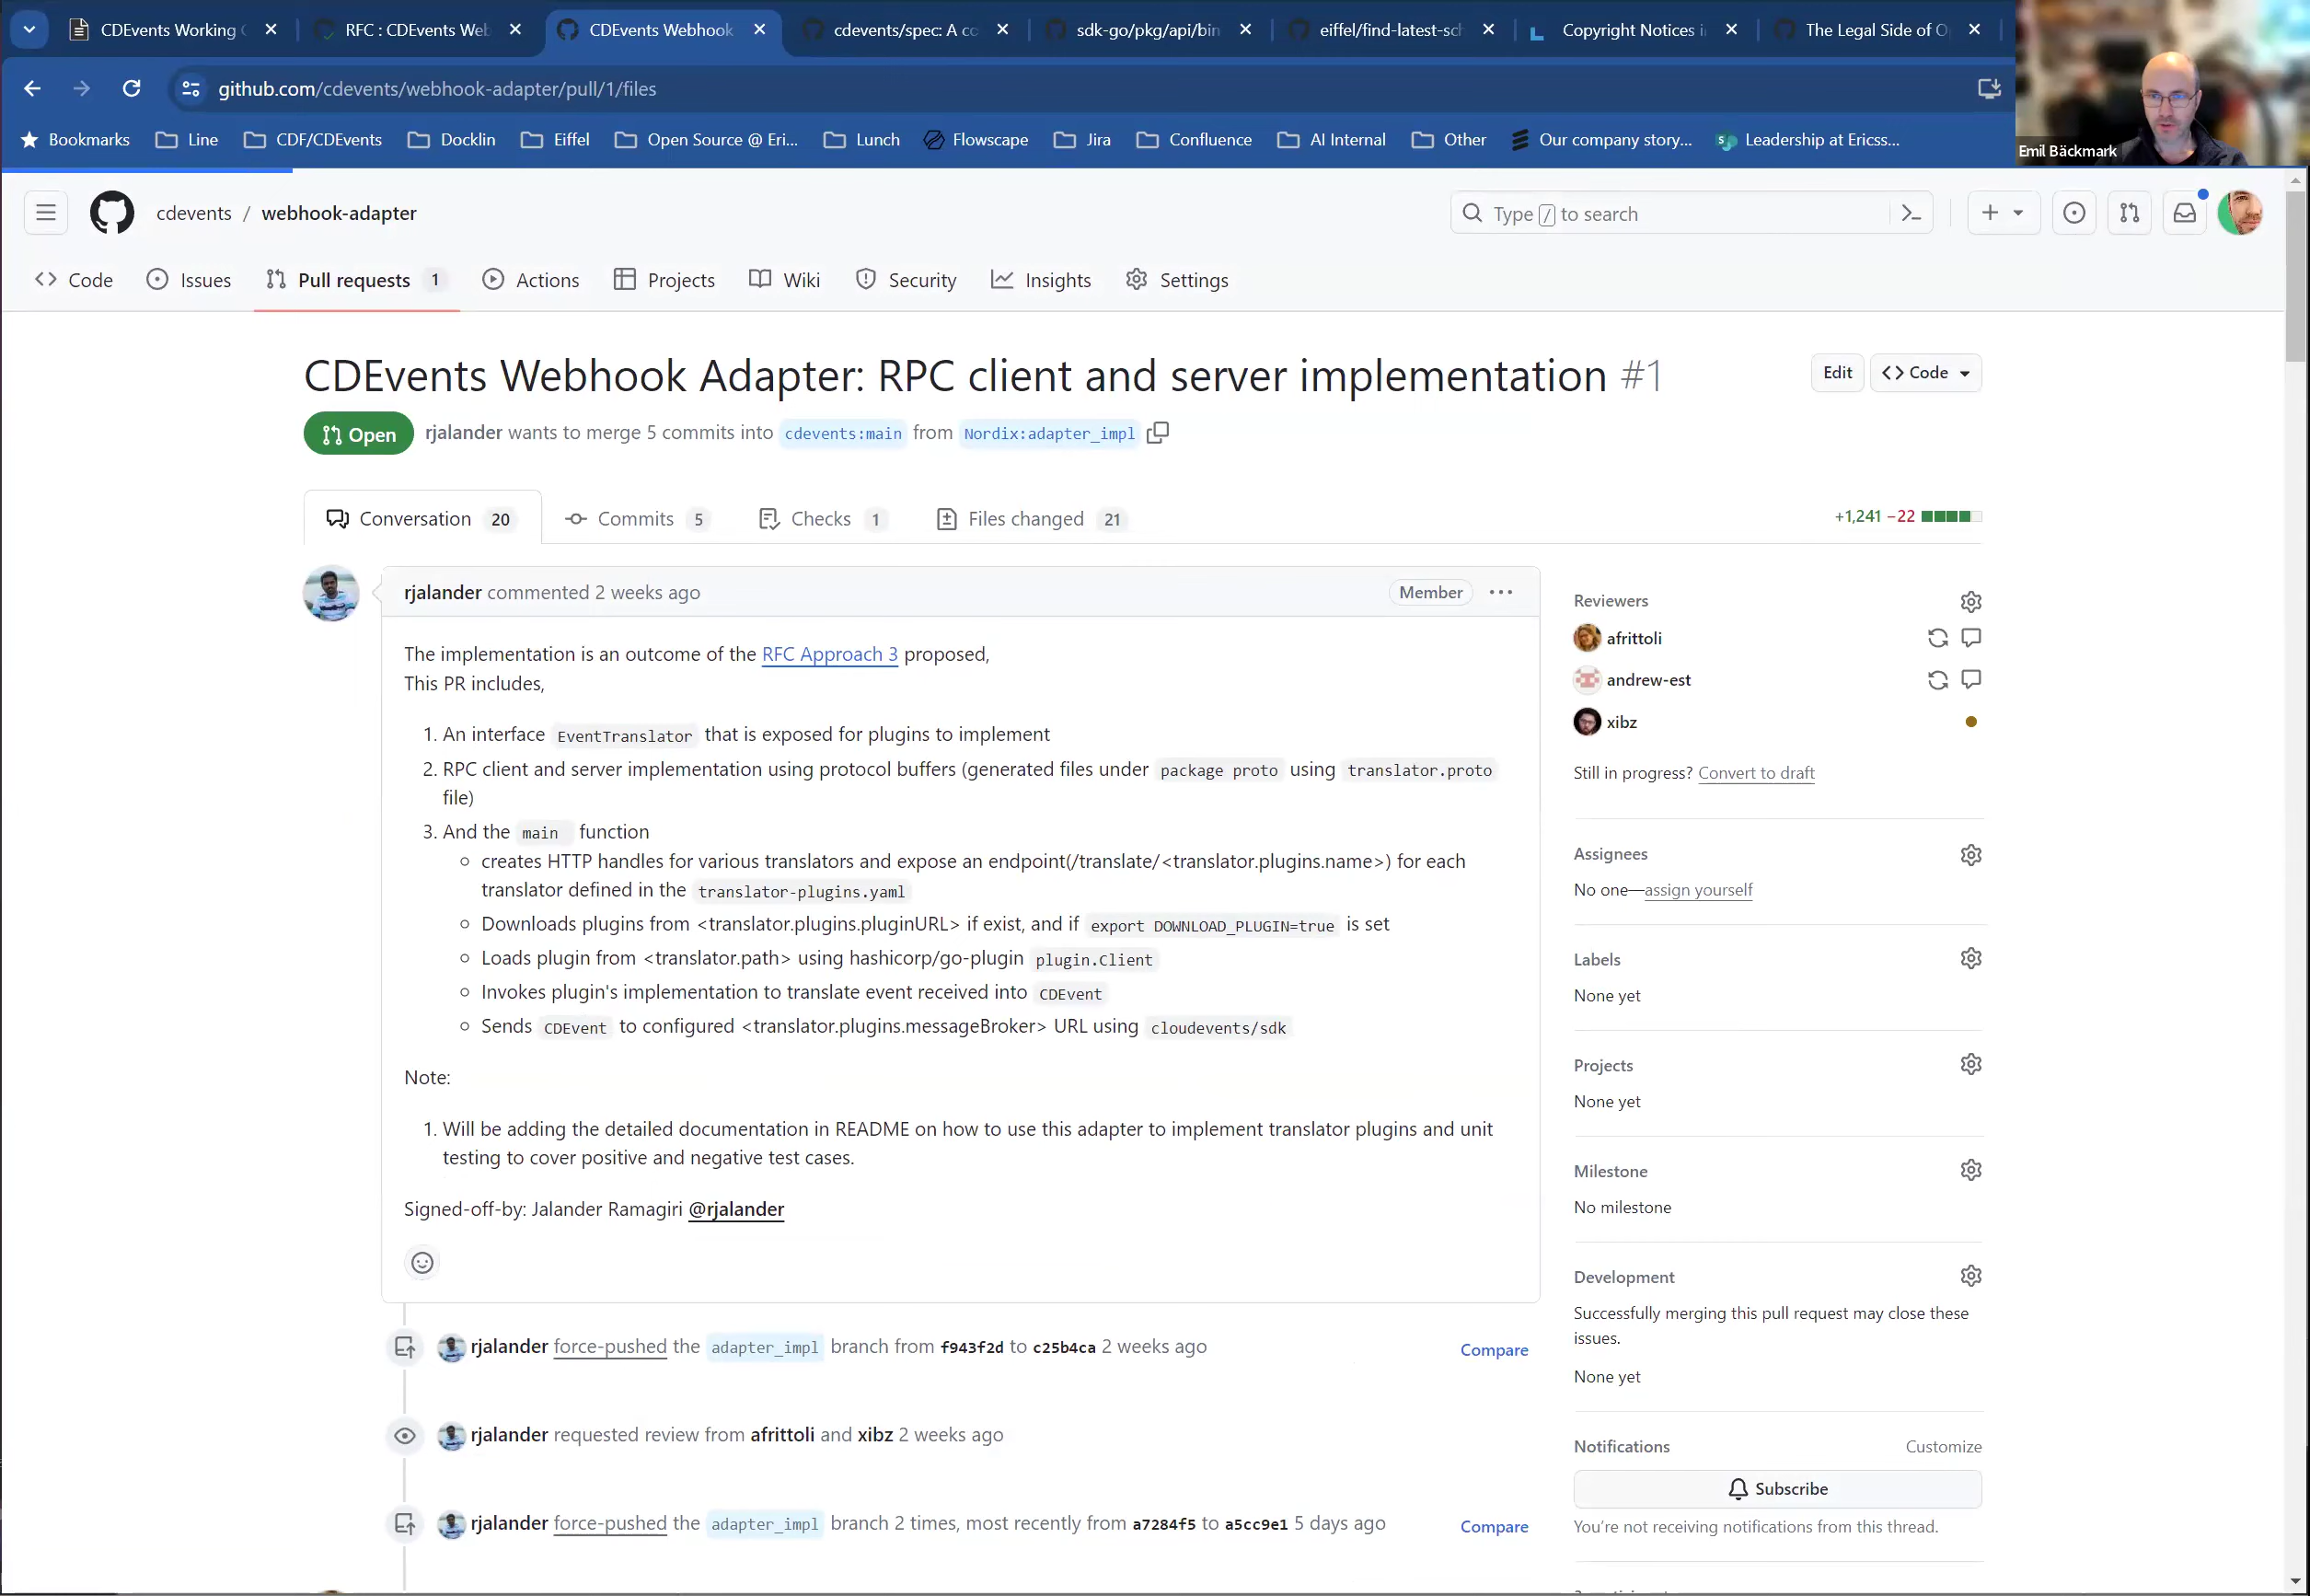 CDEvents Working
RFC : CDEvents Web
CDEvents Webhook
cdevents/spec: A co
sdk-go/pkg/api/bin
eiffel/find-latest-sch
Copyright Notices i
The Legal Side of O
github.com/cdevents/webhook-adapter/pull/1/files
Bookmarks Line CDF/CDEvents Docklin Eiffel Open Source @ Eri... Lunch Flowscape Jira Confluence AI Internal Other Our company story... Leadership at Ericss...
Emil Bäckmark
cdevents / webhook-adapter
Type / to search
Code Issues Pull requests 1 Actions Projects Wiki Security Insights Settings
CDEvents Webhook Adapter: RPC client and server implementation #1
Edit Code
Open rjalander wants to merge 5 commits into cdevents:main from Nordix:adapter_impl
Conversation 20 Commits 5 Checks 1 Files changed 21
+1,241 −22
rjalander commented 2 weeks ago
Member
The implementation is an outcome of the RFC Approach 3 proposed,
This PR includes,
1. An interface EventTranslator that is exposed for plugins to implement
2. RPC client and server implementation using protocol buffers (generated files under package proto using translator.proto
file)
3. And the main function
creates HTTP handles for various translators and expose an endpoint(/translate/<translator.plugins.name>) for each
translator defined in the translator-plugins.yaml
Downloads plugins from <translator.plugins.pluginURL> if exist, and if export DOWNLOAD_PLUGIN=true is set
Loads plugin from <translator.path> using hashicorp/go-plugin plugin.Client
Invokes plugin's implementation to translate event received into CDEvent
Sends CDEvent to configured <translator.plugins.messageBroker> URL using cloudevents/sdk
Note:
1. Will be adding the detailed documentation in README on how to use this adapter to implement translator plugins and unit
testing to cover positive and negative test cases.
Signed-off-by: Jalander Ramagiri @rjalander
rjalander force-pushed the adapter_impl branch from f943f2d to c25b4ca 2 weeks ago
Compare
rjalander requested review from afrittoli and xibz 2 weeks ago
rjalander force-pushed the adapter_impl branch 2 times, most recently from a7284f5 to a5cc9e1 5 days ago
Compare
Reviewers
afrittoli
andrew-est
xibz
Still in progress? Convert to draft
Assignees
No one—assign yourself
Labels
None yet
Projects
None yet
Milestone
No milestone
Development
Successfully merging this pull request may close these
issues.
None yet
Notifications
Customize
Subscribe
You're not receiving notifications from this thread.